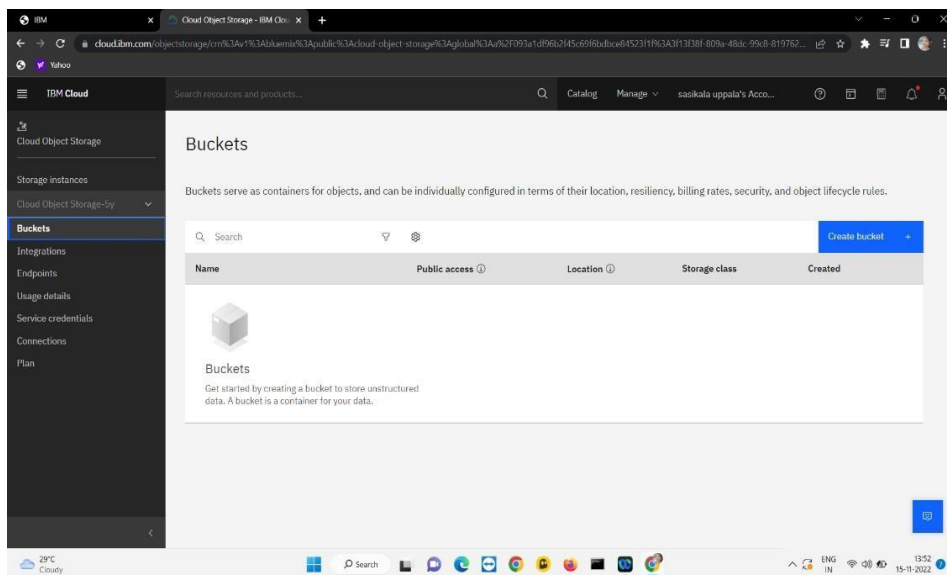 IBM
Cloud Object Storage - IBM Clou
cloud.ibm.com/objectstorage/crn%3Av1%3Abluemix%3Apublic%3Acloud-object-storage%3Aglobal%3Aa%2F093a1df96b2f45c69f6bdbce84523f1f%3A3f13f38f-809a-48dc-99c8-819762...
Yahoo
IBM Cloud
Search resources and products...
Catalog
Manage
sasikala uppala's Acco...
Cloud Object Storage
Storage instances
Cloud Object Storage-5y
Buckets
Integrations
Endpoints
Usage details
Service credentials
Connections
Plan
Buckets
Buckets serve as containers for objects, and can be individually configured in terms of their location, resiliency, billing rates, security, and object lifecycle rules.
Search
Create bucket +
Name Public access Location Storage class Created
Buckets
Get started by creating a bucket to store unstructured
data. A bucket is a container for your data.
29°C
Cloudy
Search
ENG
IN
13:52
15-11-2022